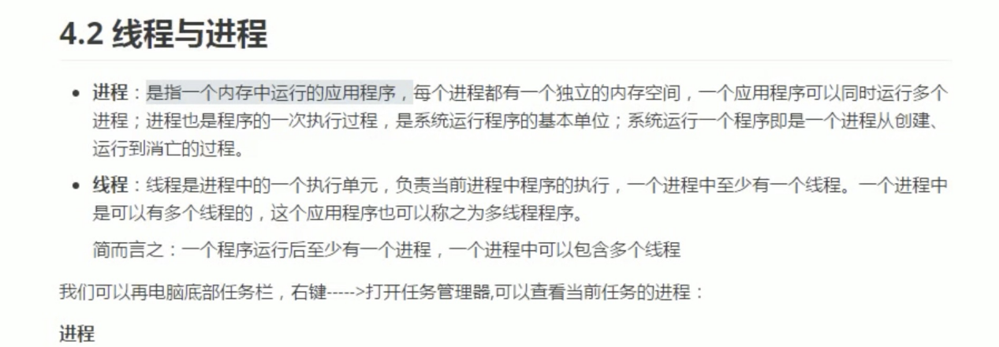 4.2 线程与进程
进程：是指一个内存中运行的应用程序，每个进程都有一个独立的内存空间，一个应用程序可以同时运行多个
进程；进程也是程序的一次执行过程，是系统运行程序的基本单位；系统运行一个程序即是一个进程从创建、
运行到消亡的过程。
线程：线程是进程中的一个执行单元，负责当前进程中程序的执行，一个进程中至少有一个线程。一个进程中
是可以有多个线程的，这个应用程序也可以称之为多线程程序。
简而言之：一个程序运行后至少有一个进程，一个进程中可以包含多个线程
我们可以再电脑底部任务栏，右键----->打开任务管理器,可以查看当前任务的进程：
进程